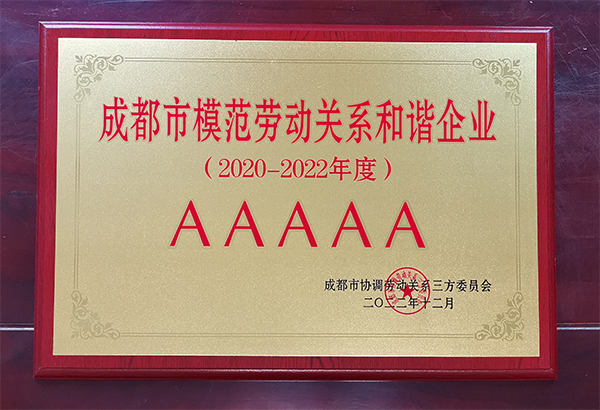 成都市模范劳动关系和谐企业
（2020-2022年度）
AAAAA
成都市协调劳动关系三方委员会
二〇二二年十二月